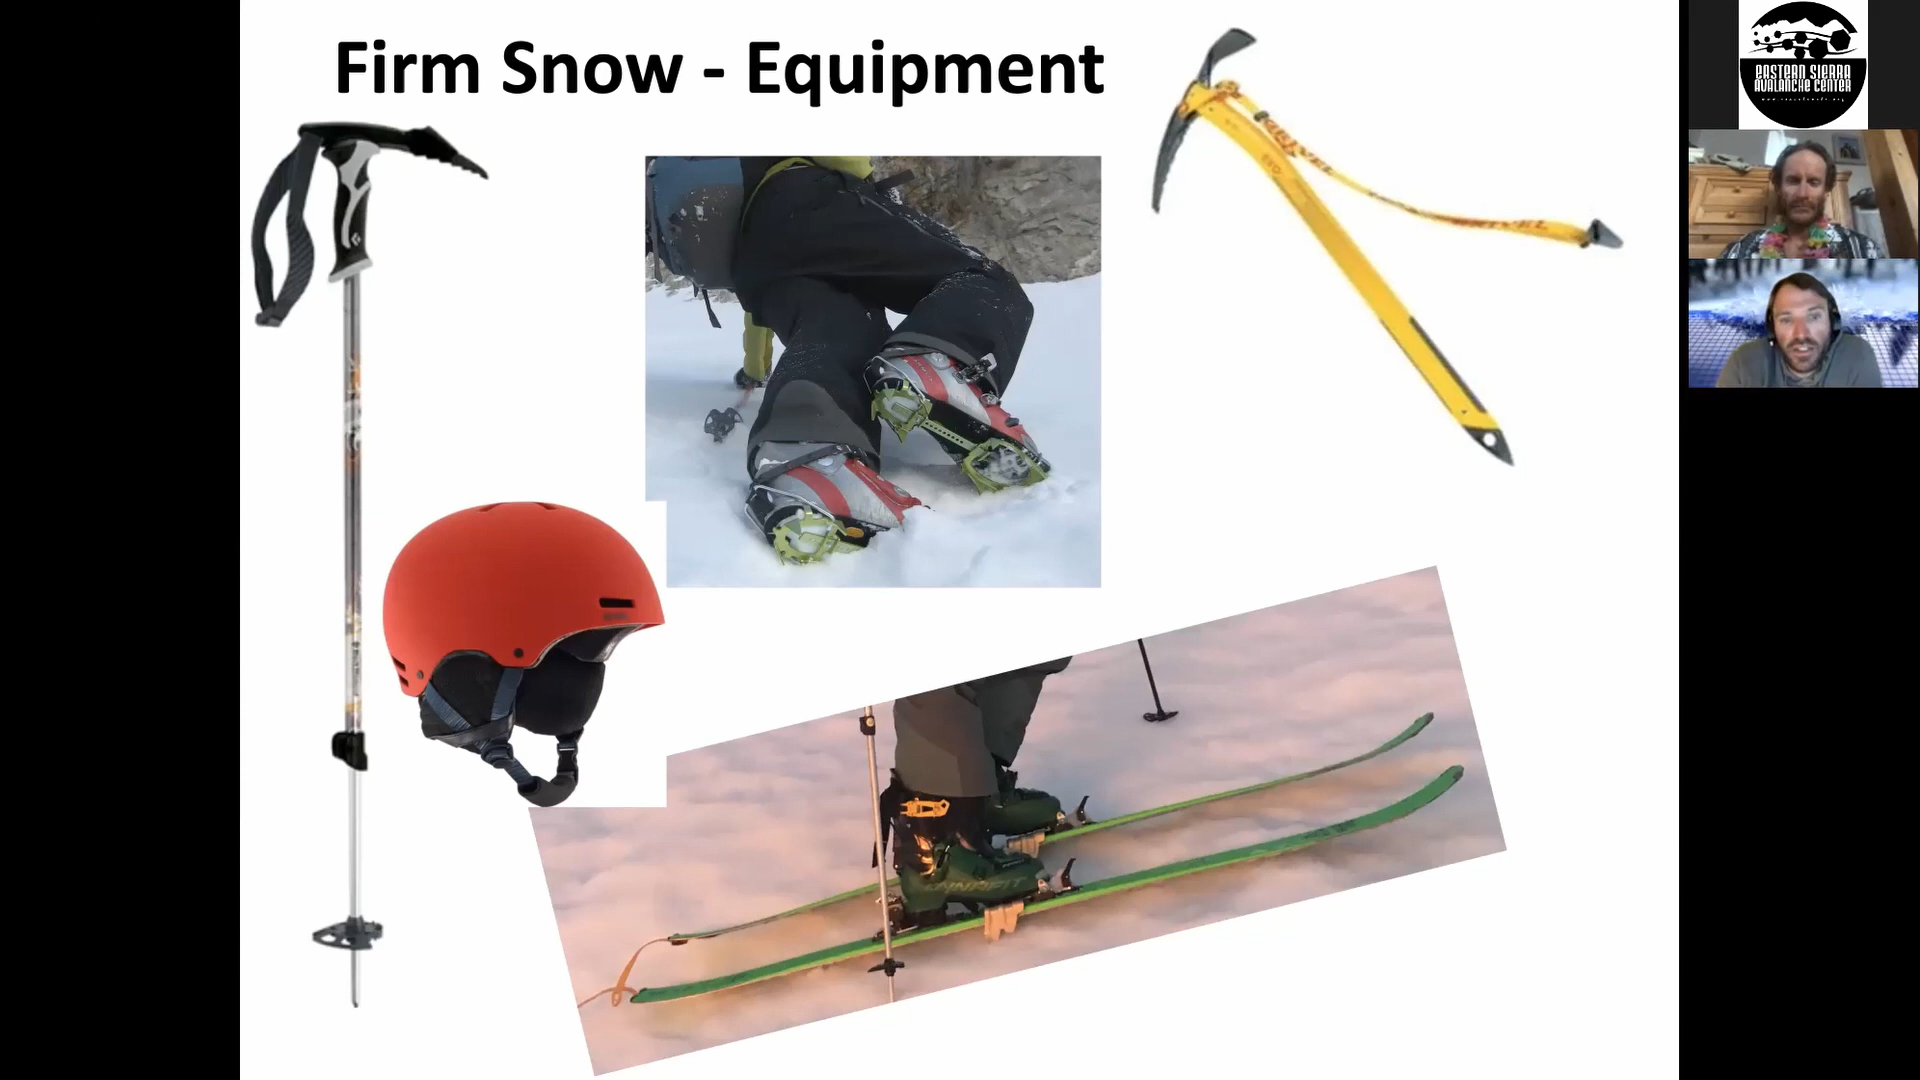 Firm Snow - Equipment
EASTERN SIERRA
AVALANCHE CENTER
DYNAFIT